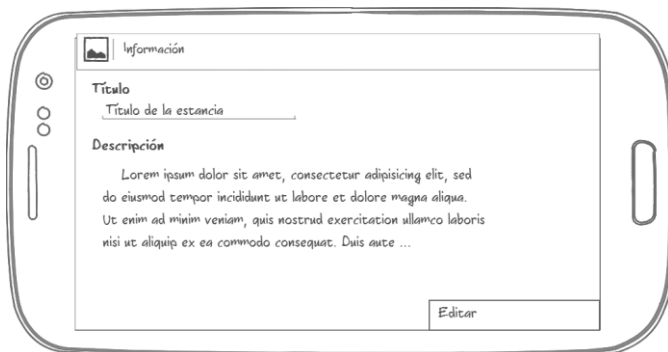 Información
Título
Título de la estancia
Descripción
Lorem ipsum dolor sit amet, consectetur adipisicing elit, sed
do eiusmod tempor incididunt ut labore et dolore magna aliqua.
Ut enim ad minim veniam, quis nostrud exercitation ullamco laboris
nisi ut aliquip ex ea commodo consequat. Duis aute ...
Editar